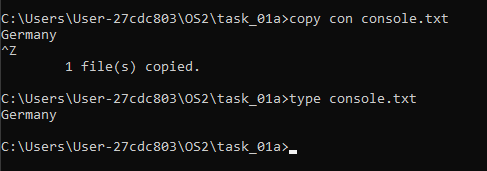 C:\Users\User-27cdc803\OS2\task_01a>copy con console.txt
Germany
^Z
        1 file(s) copied.
C:\Users\User-27cdc803\OS2\task_01a>type console.txt
Germany
C:\Users\User-27cdc803\OS2\task_01a>